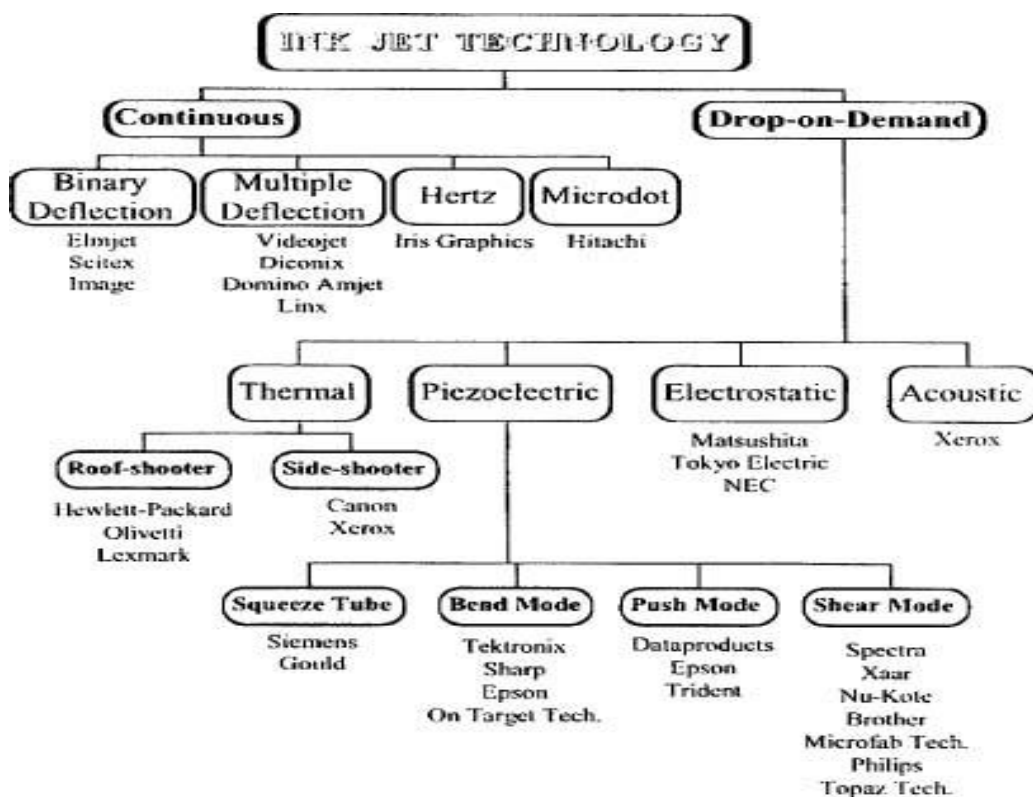 INK JET TECHNOLOGY
Continuous
Drop-on-Demand
Binary
Deflection
Multiple
Deflection
Hertz
Microdot
Elmjet
Scitex
Image
Videojet
Diconix
Domino Amjet
Linx
Iris Graphics
Hitachi
Thermal
Piezoelectric
Electrostatic
Acoustic
Matsushita
Tokyo Electric
NEC
Xerox
Roof-shooter
Side-shooter
Hewlett-Packard
Olivetti
Lexmark
Canon
Xerox
Squeeze Tube
Bend Mode
Push Mode
Shear Mode
Siemens
Gould
Tektronix
Sharp
Epson
On Target Tech.
Dataproducts
Epson
Trident
Spectra
Xaar
Nu-Kote
Brother
Microfab Tech.
Philips
Topaz Tech.